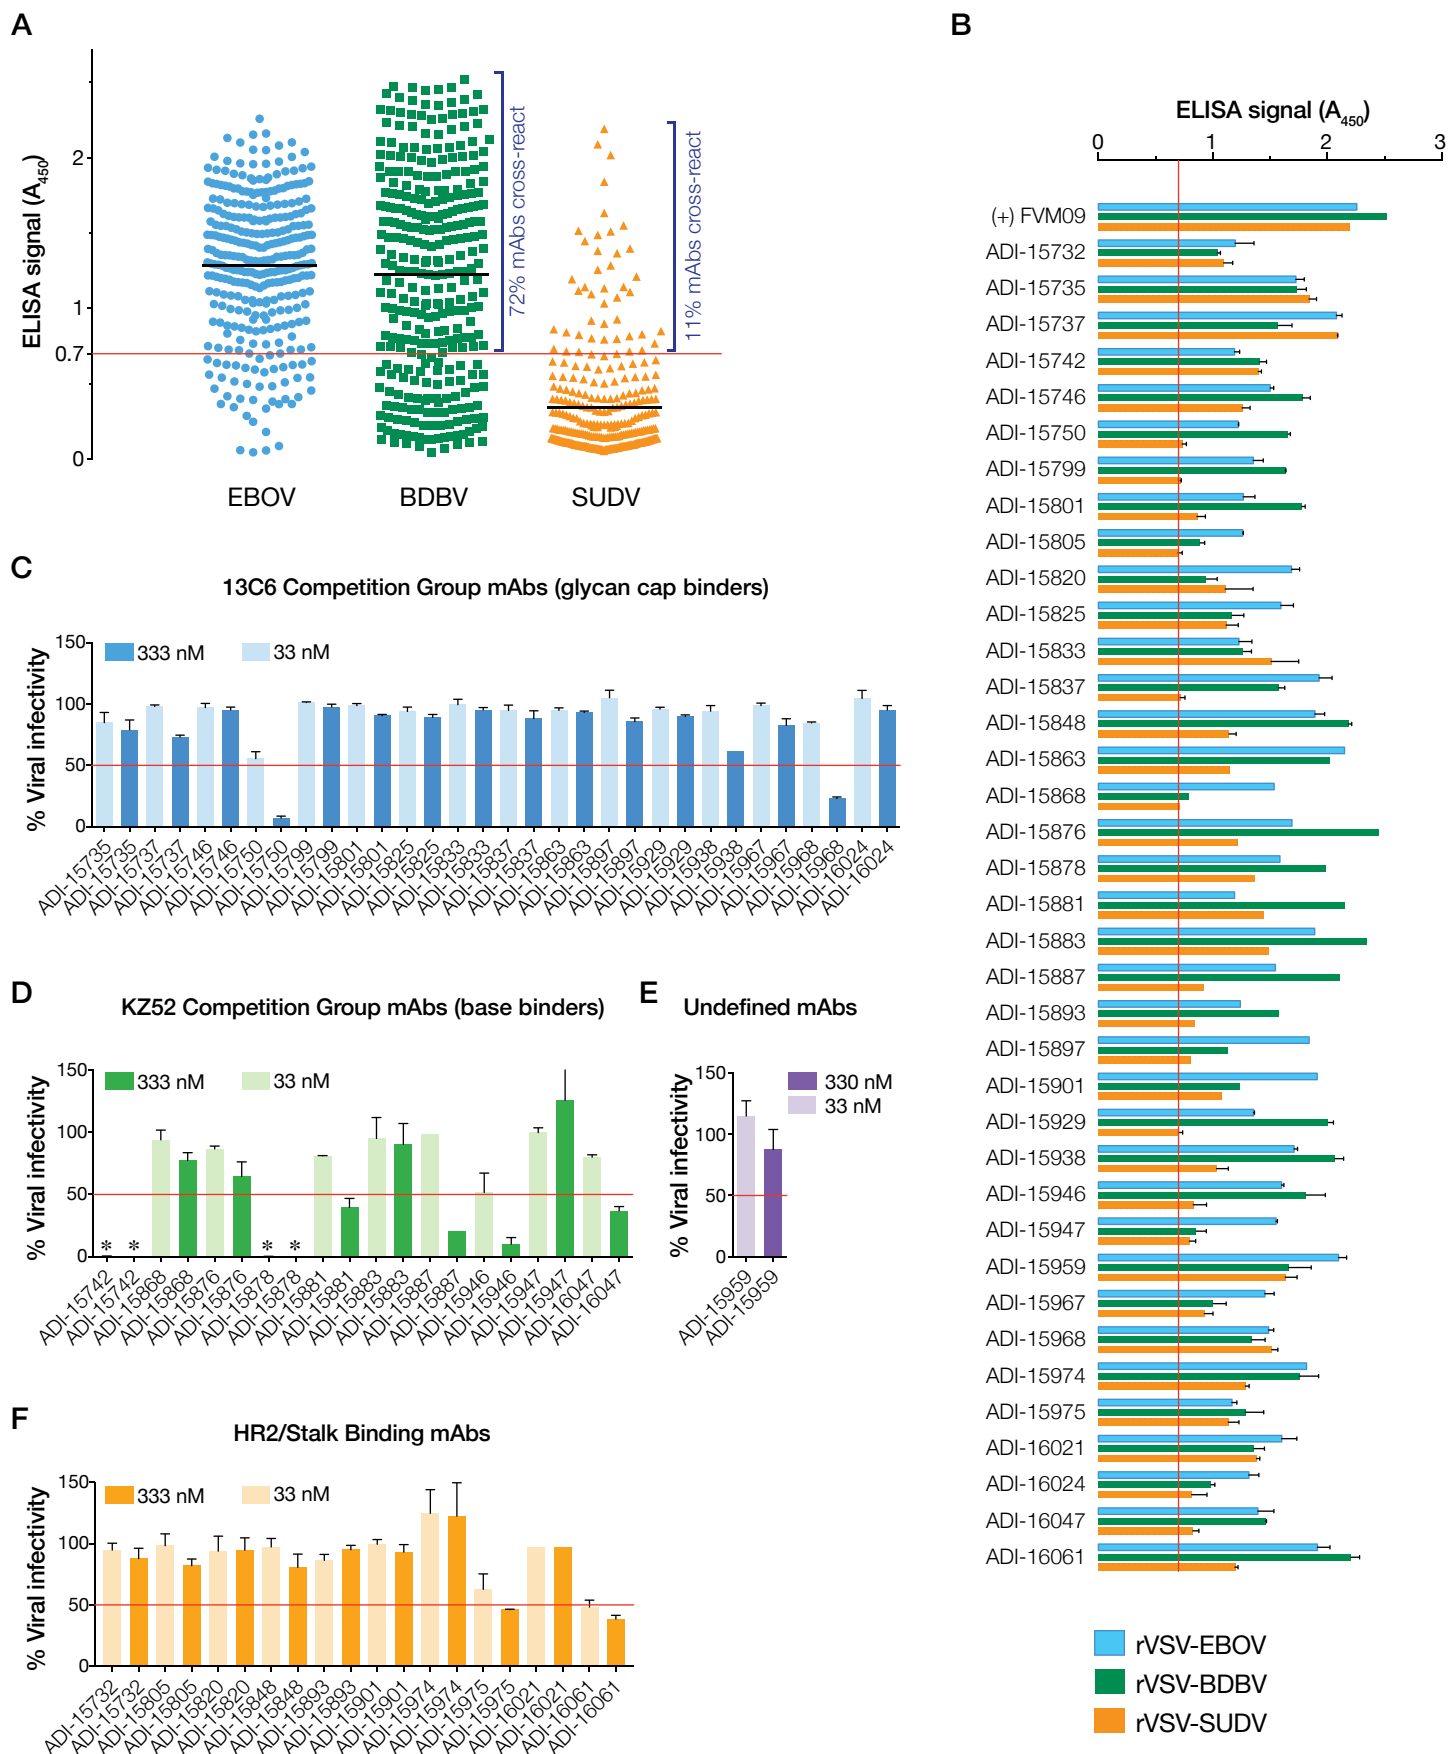 A
ELISA signal (A450)
2
1
0.7
0
72% mAbs cross-react
11% mAbs cross-react
EBOV
BDBV
SUDV
B
ELISA signal (A450)
0
1
2
3
(+) FVM09
ADI-15732
ADI-15735
ADI-15737
ADI-15742
ADI-15746
ADI-15750
ADI-15799
ADI-15801
ADI-15805
ADI-15820
ADI-15825
ADI-15833
ADI-15837
ADI-15848
ADI-15863
ADI-15868
ADI-15876
ADI-15878
ADI-15881
ADI-15883
ADI-15887
ADI-15893
ADI-15897
ADI-15901
ADI-15929
ADI-15938
ADI-15946
ADI-15947
ADI-15959
ADI-15967
ADI-15968
ADI-15974
ADI-15975
ADI-16021
ADI-16024
ADI-16047
ADI-16061
rVSV-EBOV
rVSV-BDBV
rVSV-SUDV
C
13C6 Competition Group mAbs (glycan cap binders)
% Viral infectivity
150
100
50
0
333 nM
33 nM
ADI-15735
ADI-15735
ADI-15737
ADI-15737
ADI-15746
ADI-15746
ADI-15750
ADI-15750
ADI-15799
ADI-15799
ADI-15801
ADI-15801
ADI-15825
ADI-15825
ADI-15833
ADI-15833
ADI-15837
ADI-15837
ADI-15863
ADI-15863
ADI-15897
ADI-15897
ADI-15929
ADI-15929
ADI-15938
ADI-15938
ADI-15967
ADI-15967
ADI-15968
ADI-15968
ADI-16024
ADI-16024
D
KZ52 Competition Group mAbs (base binders)
% Viral infectivity
150
100
50
0
333 nM
33 nM
* * * *
ADI-15742
ADI-15742
ADI-15868
ADI-15868
ADI-15876
ADI-15876
ADI-15878
ADI-15878
ADI-15881
ADI-15881
ADI-15883
ADI-15883
ADI-15887
ADI-15887
ADI-15946
ADI-15946
ADI-15947
ADI-15947
ADI-16047
ADI-16047
E
Undefined mAbs
% Viral infectivity
150
100
50
0
330 nM
33 nM
ADI-15959
ADI-15959
F
HR2/Stalk Binding mAbs
% Viral infectivity
150
100
50
0
333 nM
33 nM
ADI-15732
ADI-15732
ADI-15805
ADI-15805
ADI-15820
ADI-15820
ADI-15848
ADI-15848
ADI-15893
ADI-15893
ADI-15901
ADI-15901
ADI-15974
ADI-15974
ADI-15975
ADI-15975
ADI-16021
ADI-16021
ADI-16061
ADI-16061